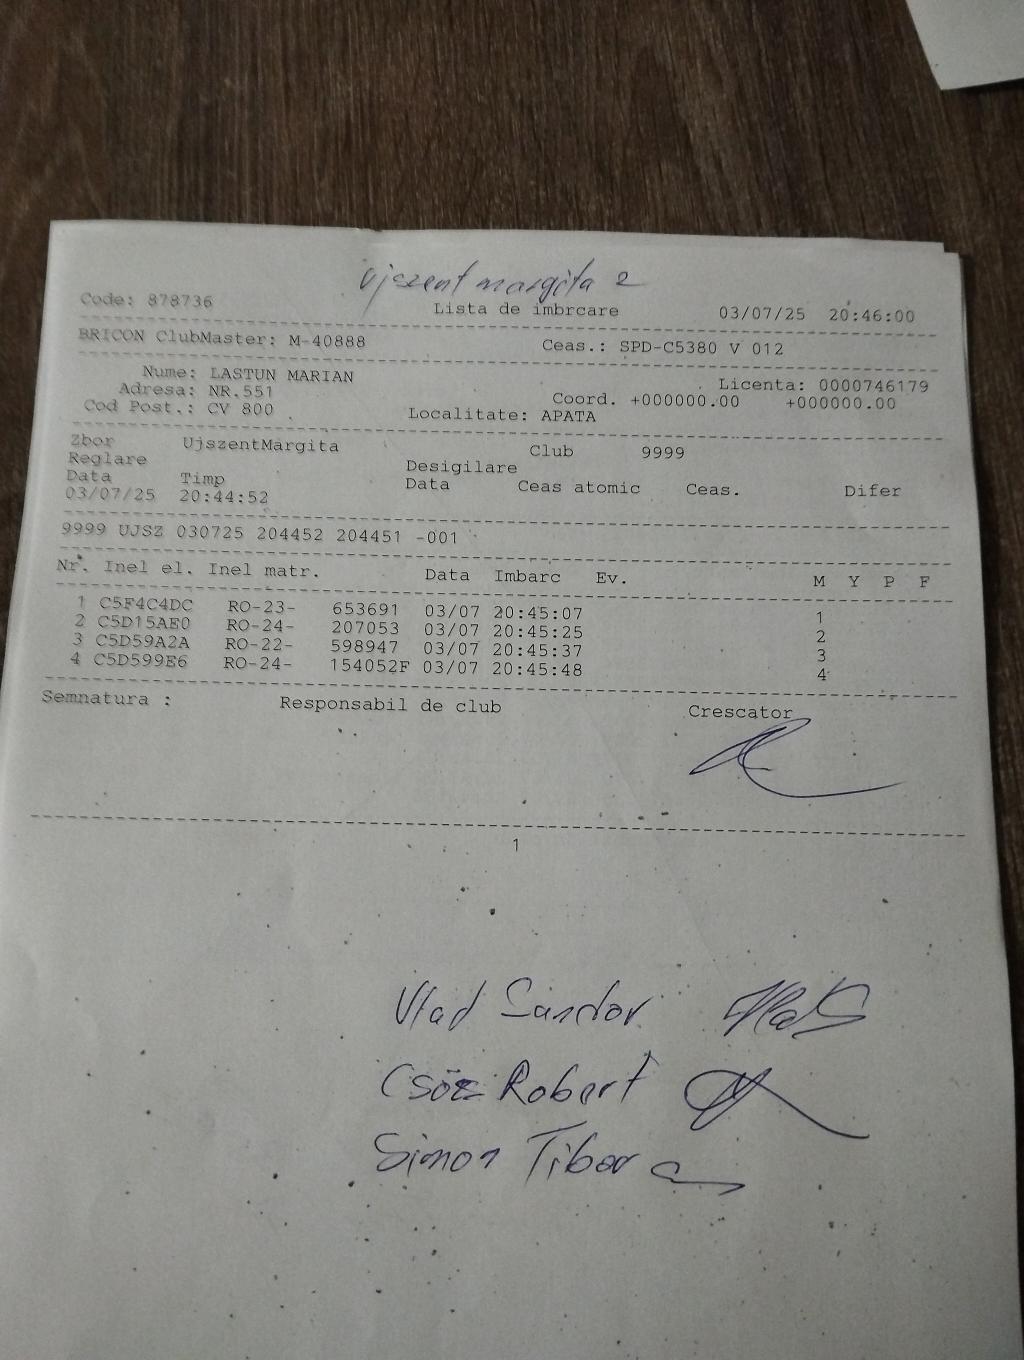 Ujszent margita 2
Code: 878736 Lista de imbrcare 03/07/25 20:46:00
BRICON ClubMaster: M-40888 Ceas.: SPD-C5380 V 012
Nume: LASTUN MARIAN Licenta: 0000746179
Adresa: NR.551 Coord. +000000.00 +000000.00
Cod Post.: CV 800 Localitate: APATA
Zbor UjszentMargita Club 9999
Reglare Desigilare
Data Timp Data Ceas atomic Ceas. Difer
03/07/25 20:44:52
9999 UJSZ 030725 204452 204451 -001
Nr. Inel el. Inel matr. Data Imbarc Ev. M Y P F
1 C5F4C4DC RO-23- 653691 03/07 20:45:07 1
2 C5D15AE0 RO-24- 207053 03/07 20:45:25 2
3 C5D59A2A RO-22- 598947 03/07 20:45:37 3
4 C5D599E6 RO-24- 154052F 03/07 20:45:48 4
Semnatura : Responsabil de club Crescator
1
Vlad Sandor
Csösz Robert
Simon Tibor